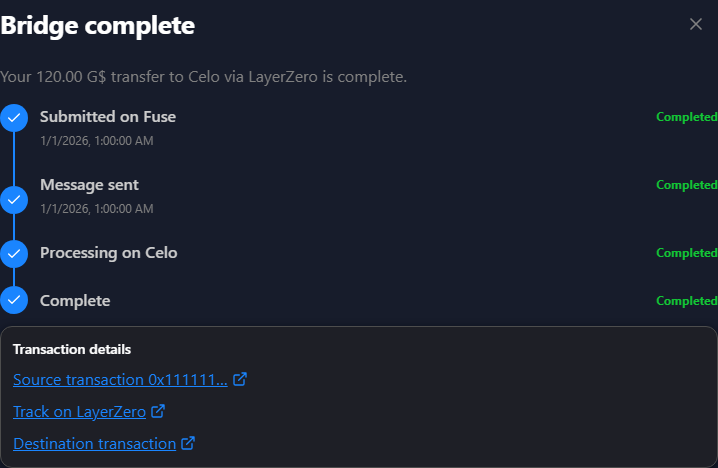 Bridge complete
Your 120.00 G$ transfer to Celo via LayerZero is complete.
Submitted on Fuse
Completed
1/1/2026, 1:00:00 AM
Message sent
Completed
1/1/2026, 1:00:00 AM
Processing on Celo
Completed
Complete
Completed
Transaction details
Source transaction 0x111111...
Track on LayerZero
Destination transaction